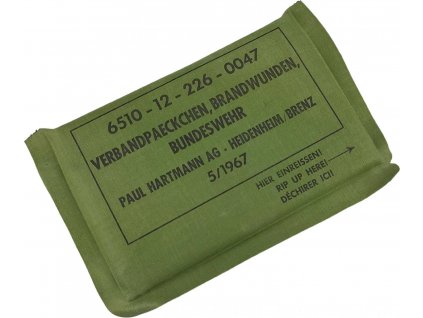 6510-12-226-0047
VERBANDPAECKCHEN, BRANDWUNDEN,
BUNDESWEHR
PAUL HARTMANN AG - HEIDENHEIM/BRENZ
5/1967
HIER EINREISSEN!
RIP UP HERE!
DÉCHIRER ICI!